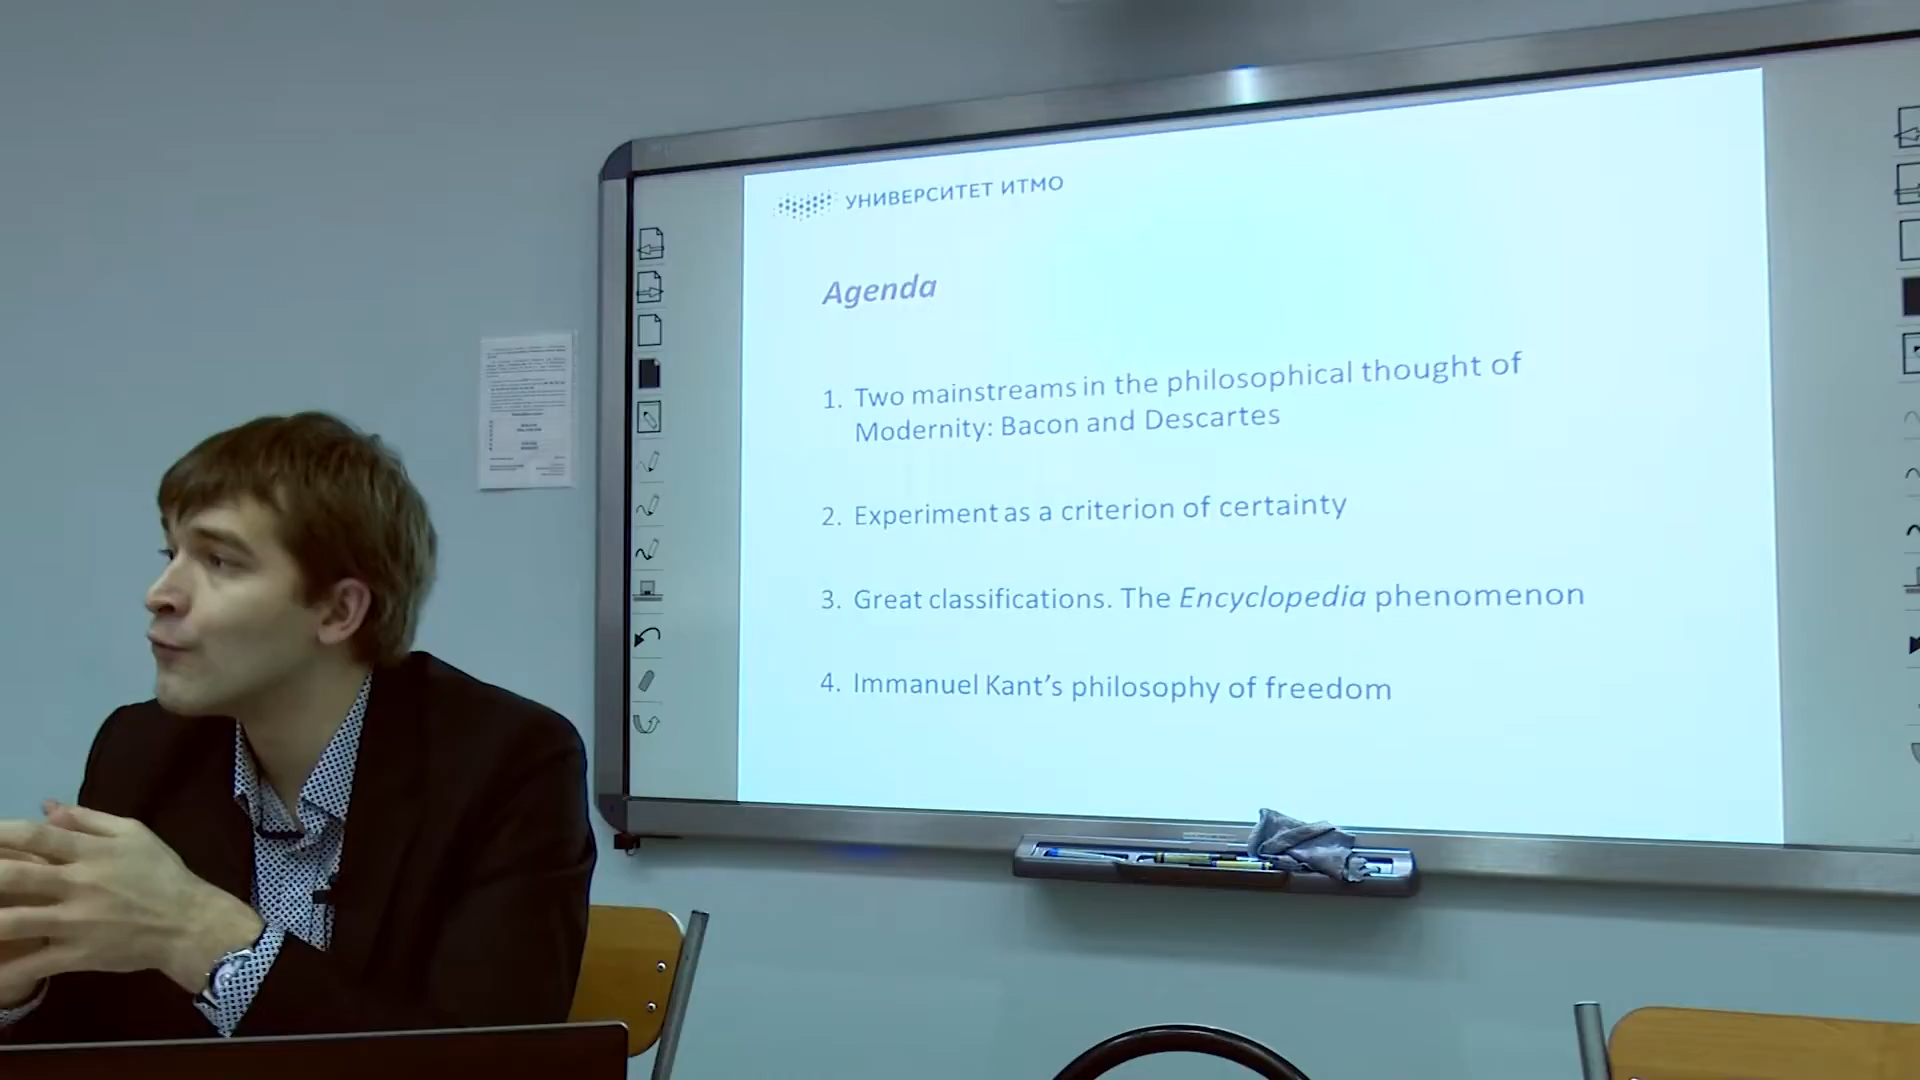 УНИВЕРСИТЕТ ИТМО
Agenda
1. Two mainstreams in the philosophical thought of
Modernity: Bacon and Descartes
2. Experiment as a criterion of certainty
3. Great classifications. The Encyclopedia phenomenon
4. Immanuel Kant's philosophy of freedom